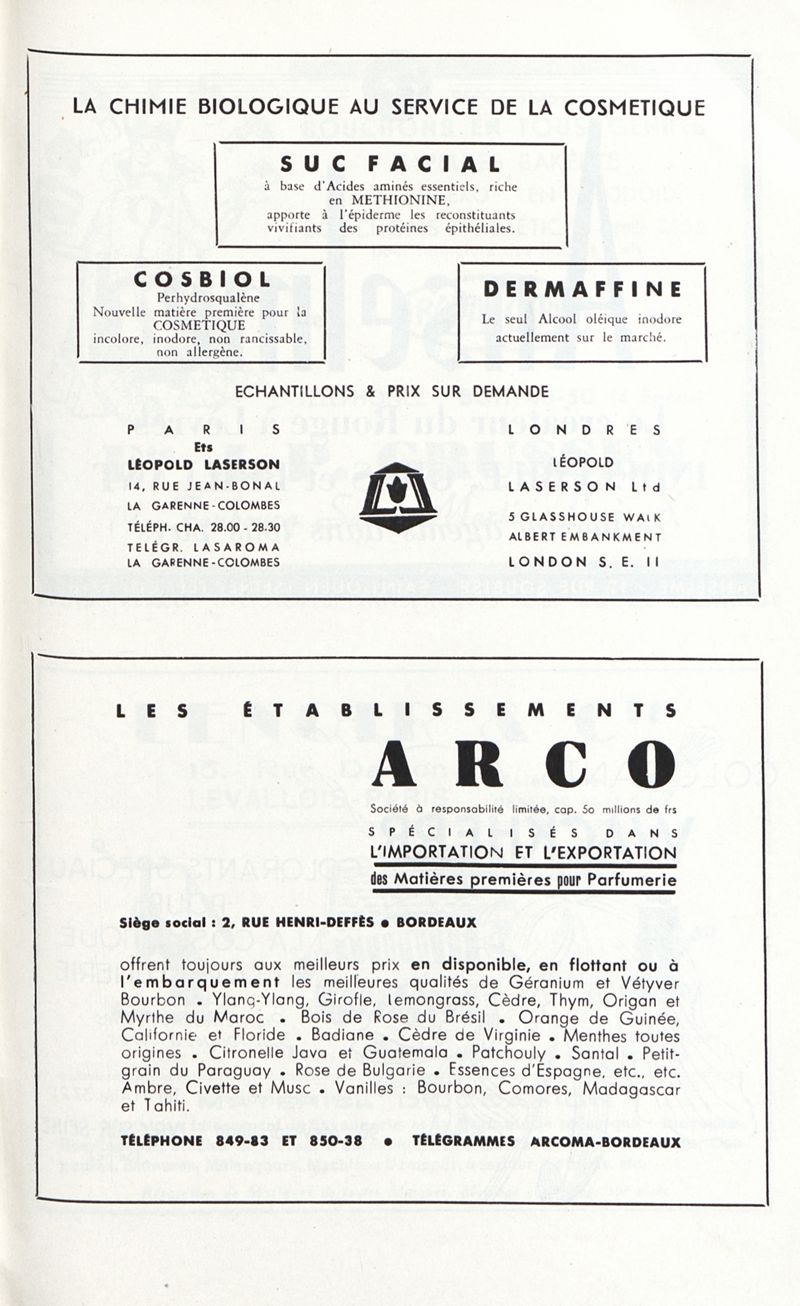 LA CHIMIE BIOLOGIQUE AU SERVICE DE LA COSMETIQUE
SUC FACIAL
à base d'Acides aminés essentiels, riche
en METHIONINE,
apporte à l'épiderme les reconstituants
vivifiants des protéines épithéliales.
COSBIOL
Perhydrosqualène
Nouvelle matière première pour la
COSMETIQUE
incolore, inodore, non rancissable,
non allergène.
DERMAFFINE
Le seul Alcool oléique inodore
actuellement sur le marché.
ECHANTILLONS & PRIX SUR DEMANDE
PARIS
Ets
LÉOPOLD LASERSON
14, RUE JEAN-BONAL
LA GARENNE-COLOMBES
TÉLÉPH. CHA. 28.00 - 28.30
TELÉGR. LASAROMA
LA GARENNE-COLOMBES
LONDRES
LÉOPOLD
LASERSON Ltd
5 GLASSHOUSE WALK
ALBERT EMBANKMENT
LONDON S. E. 11
LES ÉTABLISSEMENTS
ARCO
Société à responsabilité limitée, cap. 50 millions de frs
SPÉCIALISÉS DANS
L'IMPORTATION ET L'EXPORTATION
des Matières premières pour Parfumerie
Siège social : 2, RUE HENRI-DEFFÈS • BORDEAUX
offrent toujours aux meilleurs prix en disponible, en flottant ou à
l'embarquement les meilleures qualités de Géranium et Vétyver
Bourbon • Ylang-Ylang, Girofle, Lemongrass, Cèdre, Thym, Origan et
Myrthe du Maroc • Bois de Rose du Brésil • Orange de Guinée,
Californie et Floride • Badiane • Cèdre de Virginie • Menthes toutes
origines • Citronelle Java et Guatemala • Patchouly • Santal • Petit-
grain du Paraguay • Rose de Bulgarie • Essences d'Espagne, etc., etc.
Ambre, Civette et Musc • Vanilles : Bourbon, Comores, Madagascar
et Tahiti.
TÉLÉPHONE 849-83 ET 850-38 • TÉLÉGRAMMES ARCOMA-BORDEAUX